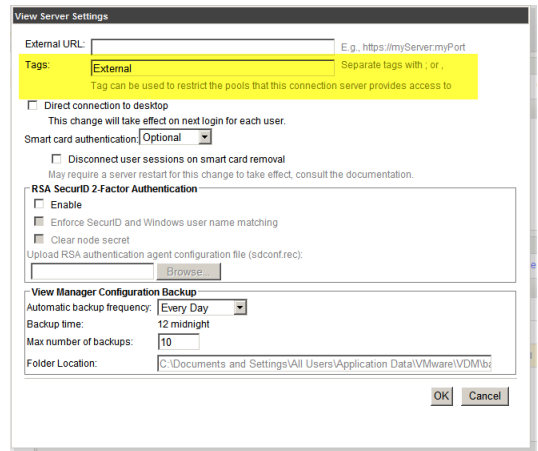 View Server Settings
External URL: E.g., https://myServer:myPort
Tags: External Separate tags with ; or ,
Tag can be used to restrict the pools that this connection server provides access to
Direct connection to desktop
This change will take effect on next login for each user.
Smart card authentication: Optional
Disconnect user sessions on smart card removal
May require a server restart for this change to take effect, consult the documentation.
RSA SecurID 2-Factor Authentication
Enable
Enforce SecurID and Windows user name matching
Clear node secret
Upload RSA authentication agent configuration file (sdconf.rec):
Browse...
View Manager Configuration Backup
Automatic backup frequency: Every Day
Backup time: 12 midnight
Max number of backups: 10
Folder Location: C:\Documents and Settings\All Users\Application Data\VMware\VDM\ba
OK Cancel